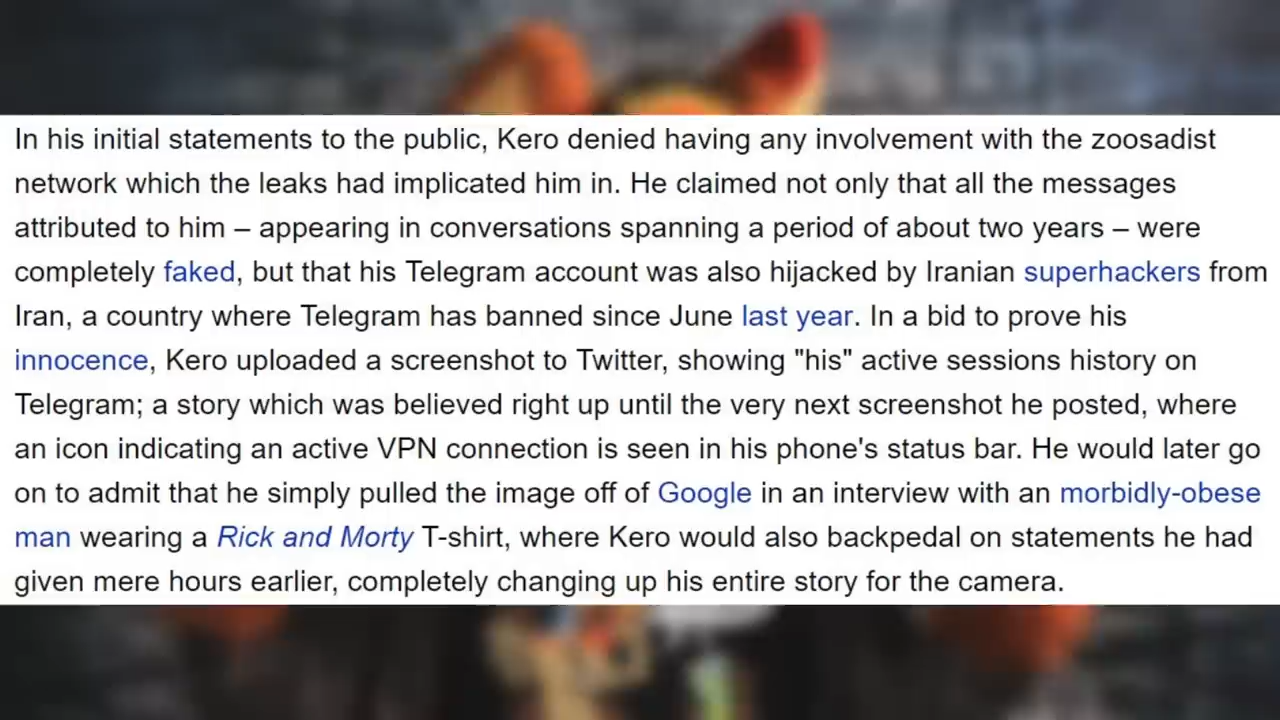 In his initial statements to the public, Kero denied having any involvement with the zoosadist
network which the leaks had implicated him in. He claimed not only that all the messages
attributed to him – appearing in conversations spanning a period of about two years – were
completely faked, but that his Telegram account was also hijacked by Iranian superhackers from
Iran, a country where Telegram has banned since June last year. In a bid to prove his
innocence, Kero uploaded a screenshot to Twitter, showing "his" active sessions history on
Telegram; a story which was believed right up until the very next screenshot he posted, where
an icon indicating an active VPN connection is seen in his phone's status bar. He would later go
on to admit that he simply pulled the image off of Google in an interview with an morbidly-obese
man wearing a Rick and Morty T-shirt, where Kero would also backpedal on statements he had
given mere hours earlier, completely changing up his entire story for the camera.